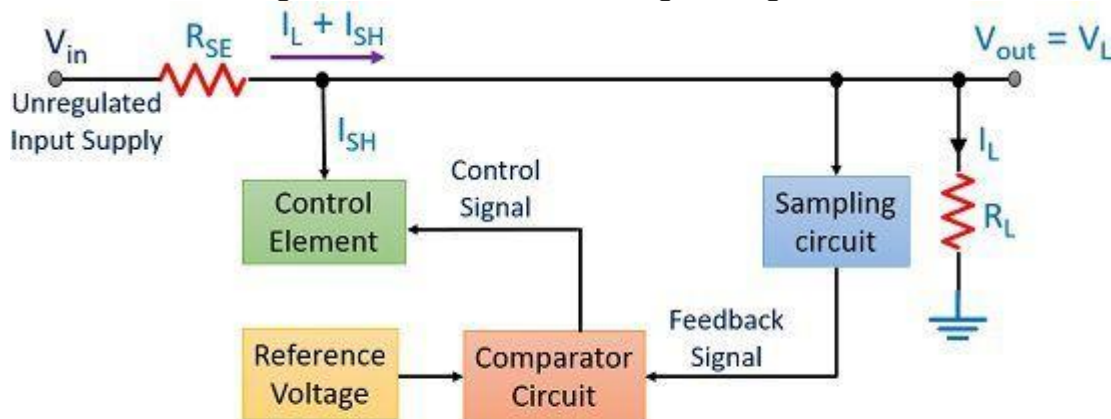 V_in
Unregulated
Input Supply
R_SE
I_L + I_SH
V_out = V_L
I_SH
I_L
Control
Element
Control
Signal
Sampling
circuit
R_L
Reference
Voltage
Comparator
Circuit
Feedback
Signal